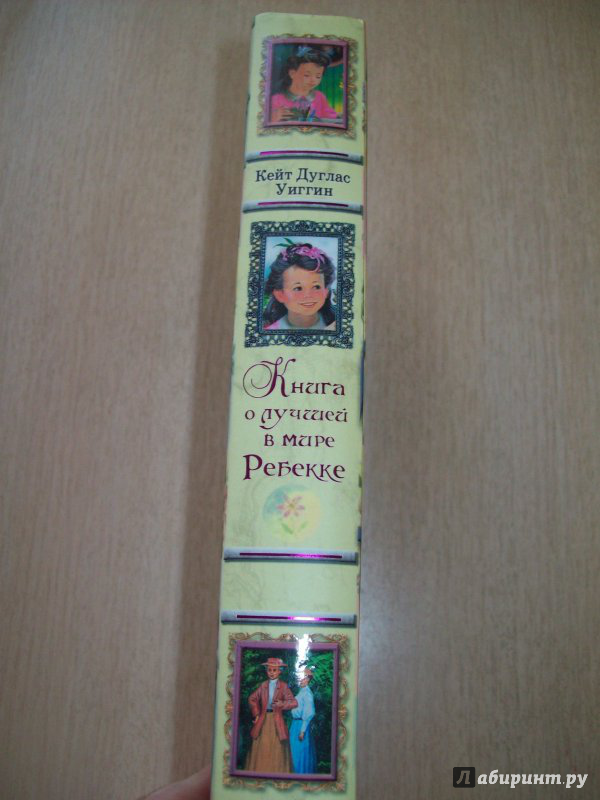 Кейт Дуглас
Уиггин
Книга
о лучшей
в мире
Ребекке
Лабиринт.ру